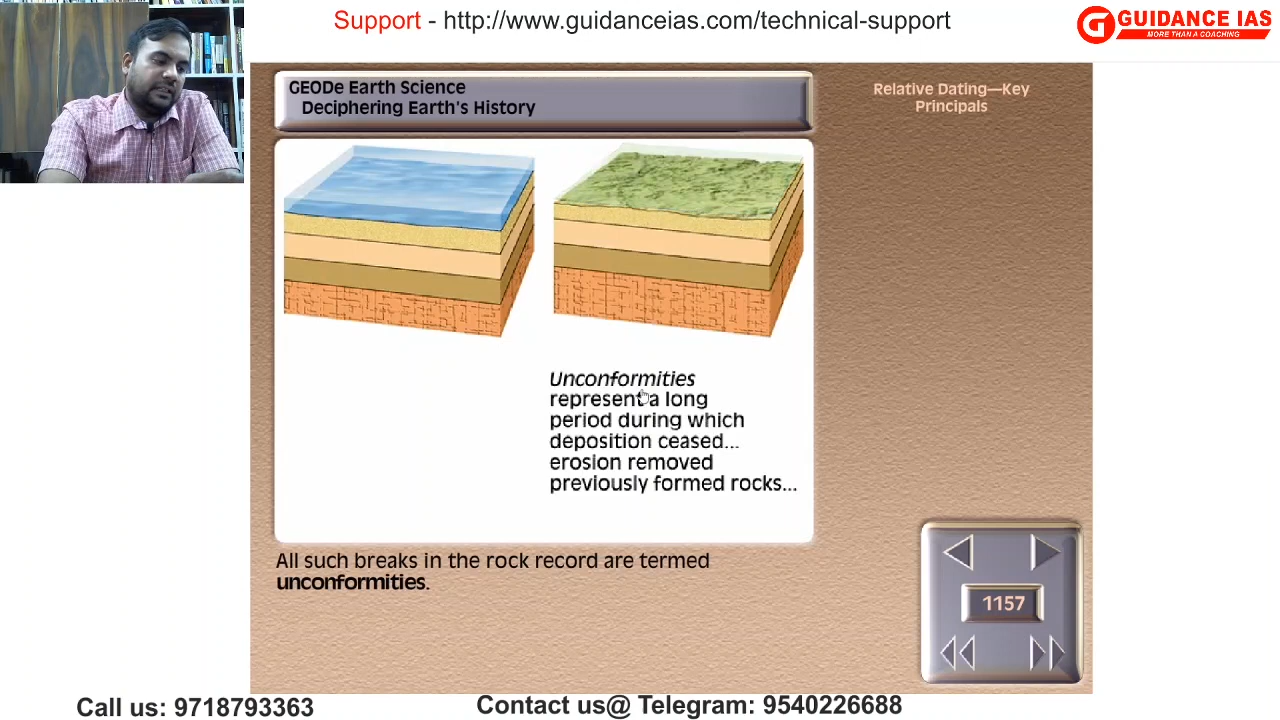 Support - http://www.guidanceias.com/technical-support
GUIDANCE IAS
MORE THAN A COACHING
GEODe Earth Science
Deciphering Earth's History
Relative Dating—Key
Principals
Unconformities
represent a long
period during which
deposition ceased...
erosion removed
previously formed rocks...
All such breaks in the rock record are termed
unconformities.
1157
Call us: 9718793363
Contact us@ Telegram: 9540226688